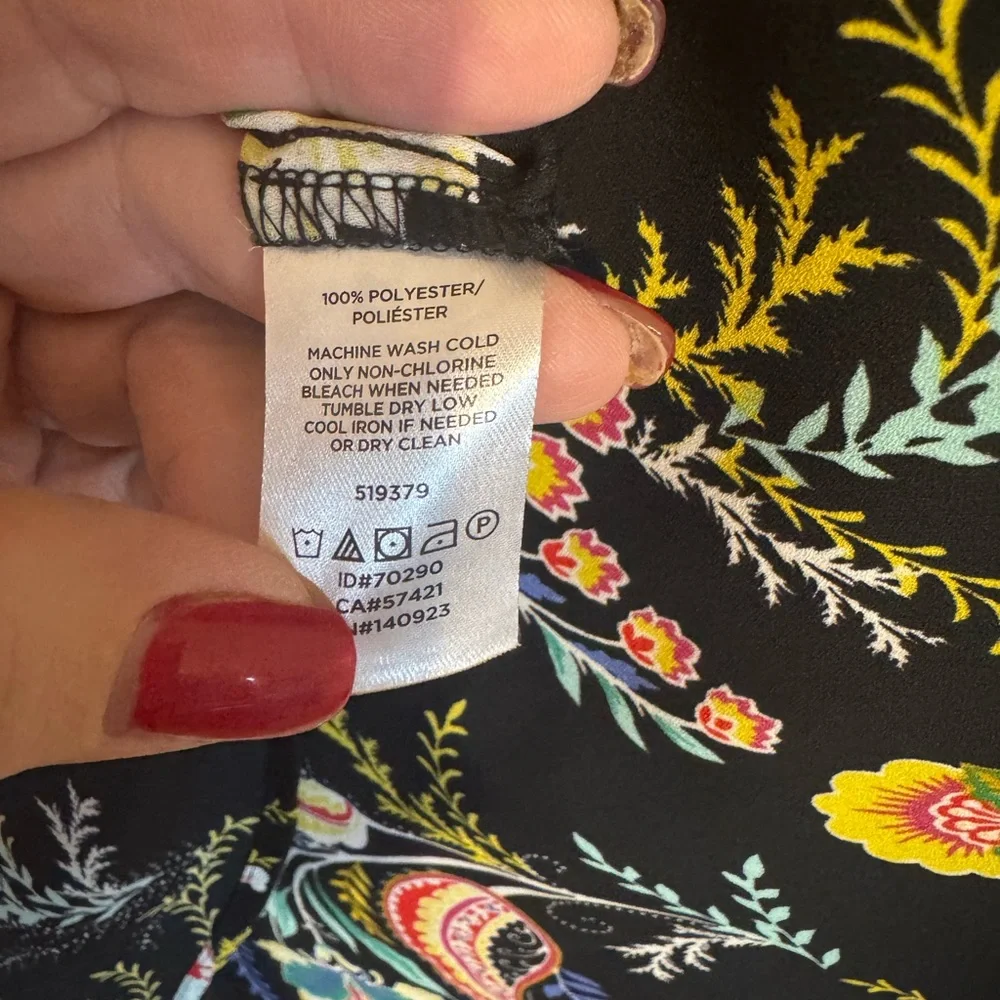 100% POLYESTER/
POLIÉSTER
MACHINE WASH COLD
ONLY NON-CHLORINE
BLEACH WHEN NEEDED
TUMBLE DRY LOW
COOL IRON IF NEEDED
OR DRY CLEAN
519379
P
ID#70290
CA#57421
#140923